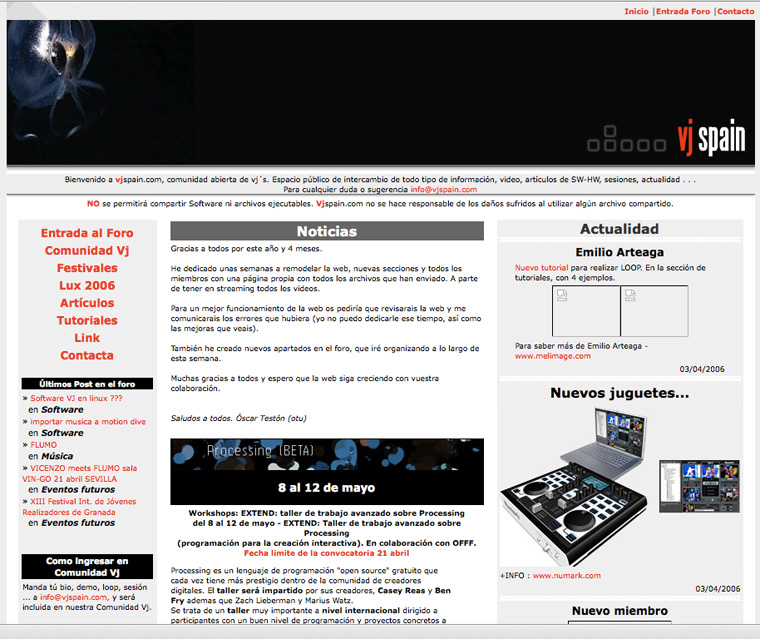 Inicio |Entrada Foro |Contacto
vj spain
Bienvenido a vjspain.com, comunidad abierta de vj´s. Espacio público de intercambio de todo tipo de información, video, artículos de SW-HW, sesiones, actualidad . . .
Para cualquier duda o sugerencia info@vjspain.com
NO se permitirá compartir Software ni archivos ejecutables. Vjspain.com no se hace responsable de los daños sufridos al utilizar algún archivo compartido.
Entrada al Foro
Comunidad Vj
Festivales
Lux 2006
Artículos
Tutoriales
Link
Contacta
Últimos Post en el foro
» Software VJ en linux ???
en Software
» importar musica a motion dive
en Software
» FLUMO
en Música
» VICENZO meets FLUMO sala
VIN-GO 21 abril SEVILLA
en Eventos futuros
» XIII Festival Int. de Jóvenes
Realizadores de Granada
en Eventos futuros
Como ingresar en
Comunidad Vj
Manda tú bio, demo, loop, sesión
... a info@vjspain.com, y será
incluida en nuestra Comunidad Vj.
Noticias
Gracias a todos por este año y 4 meses.
He dedicado unas semanas a remodelar la web, nuevas secciones y todos los
miembros con una página propia con todos los archivos que han enviado. A parte
de tener en streaming todos los videos.
Para un mejor funcionamiento de la web os pediría que revisarais la web y me
comunicarais los errores que hubiera (yo no puedo dedicarle ese tiempo, así como
las mejoras que veais).
También he creado nuevos apartados en el foro, que iré organizando a lo largo de
esta semana.
Muchas gracias a todos y espero que la web siga creciendo con vuestra
colaboración.
Saludos a todos. Óscar Testón (otu)
Processing (BETA)
8 al 12 de mayo
Workshops: EXTEND: taller de trabajo avanzado sobre Processing
del 8 al 12 de mayo - EXTEND: Taller de trabajo avanzado sobre
Processing
(programación para la creación interactiva). En colaboración con OFFF.
Fecha limite de la convocatoria 21 abril
Processing es un lenguaje de programación "open source" gratuito que
cada vez tiene más prestigio dentro de la comunidad de creadores
digitales. El taller será impartido por sus creadores, Casey Reas y Ben
Fry ademas que Zach Lieberman y Marius Watz.
Se trata de un taller muy importante a nivel internacional dirigido a
participantes con un buen nivel de programación y proyectos concretos a
Actualidad
Emilio Arteaga
Nuevo tutorial para realizar LOOP. En la sección de
tutoriales, con 4 ejemplos.
Para saber más de Emilio Arteaga -
www.melimage.com
03/04/2006
Nuevos juguetes...
+INFO : www.numark.com
03/04/2006
Nuevo miembro